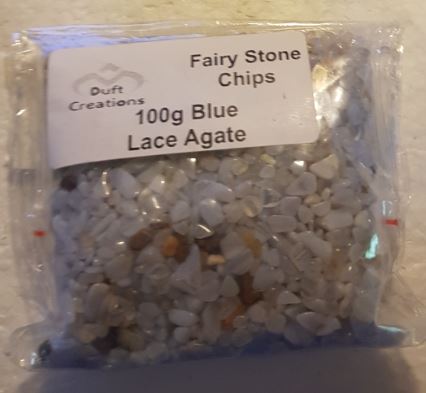 Duft
Creations
Fairy Stone
Chips
100g Blue
Lace Agate